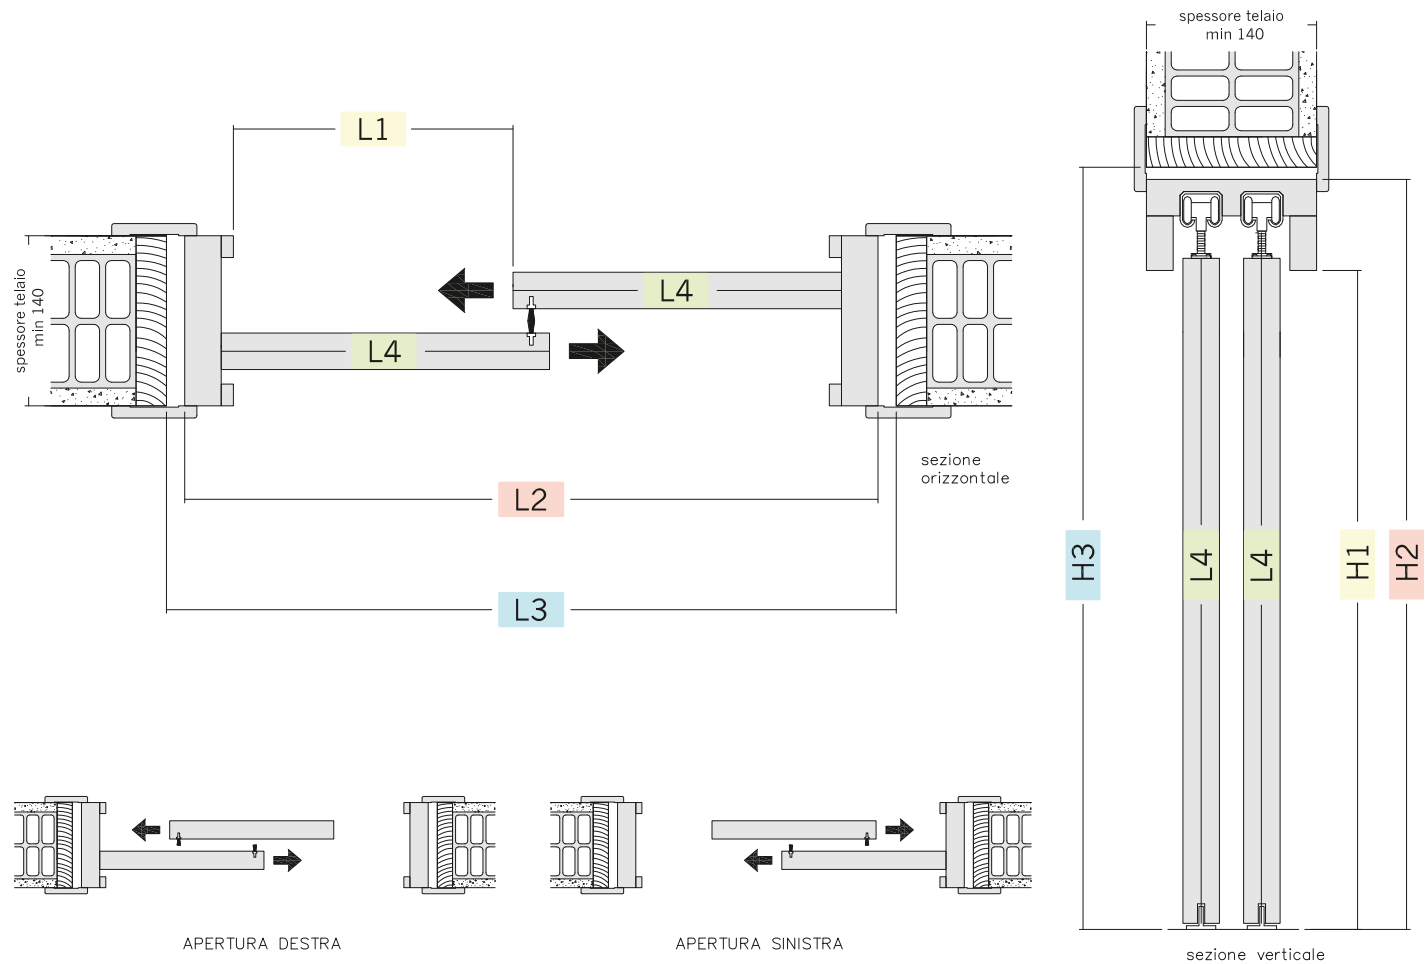 spessore telaio
min 140
L1
spessore telaio
min 140
L4
L4
sezione
orizzontale
L2
L3
H3
L4
L4
H1
H2
APERTURA DESTRA
APERTURA SINISTRA
sezione verticale